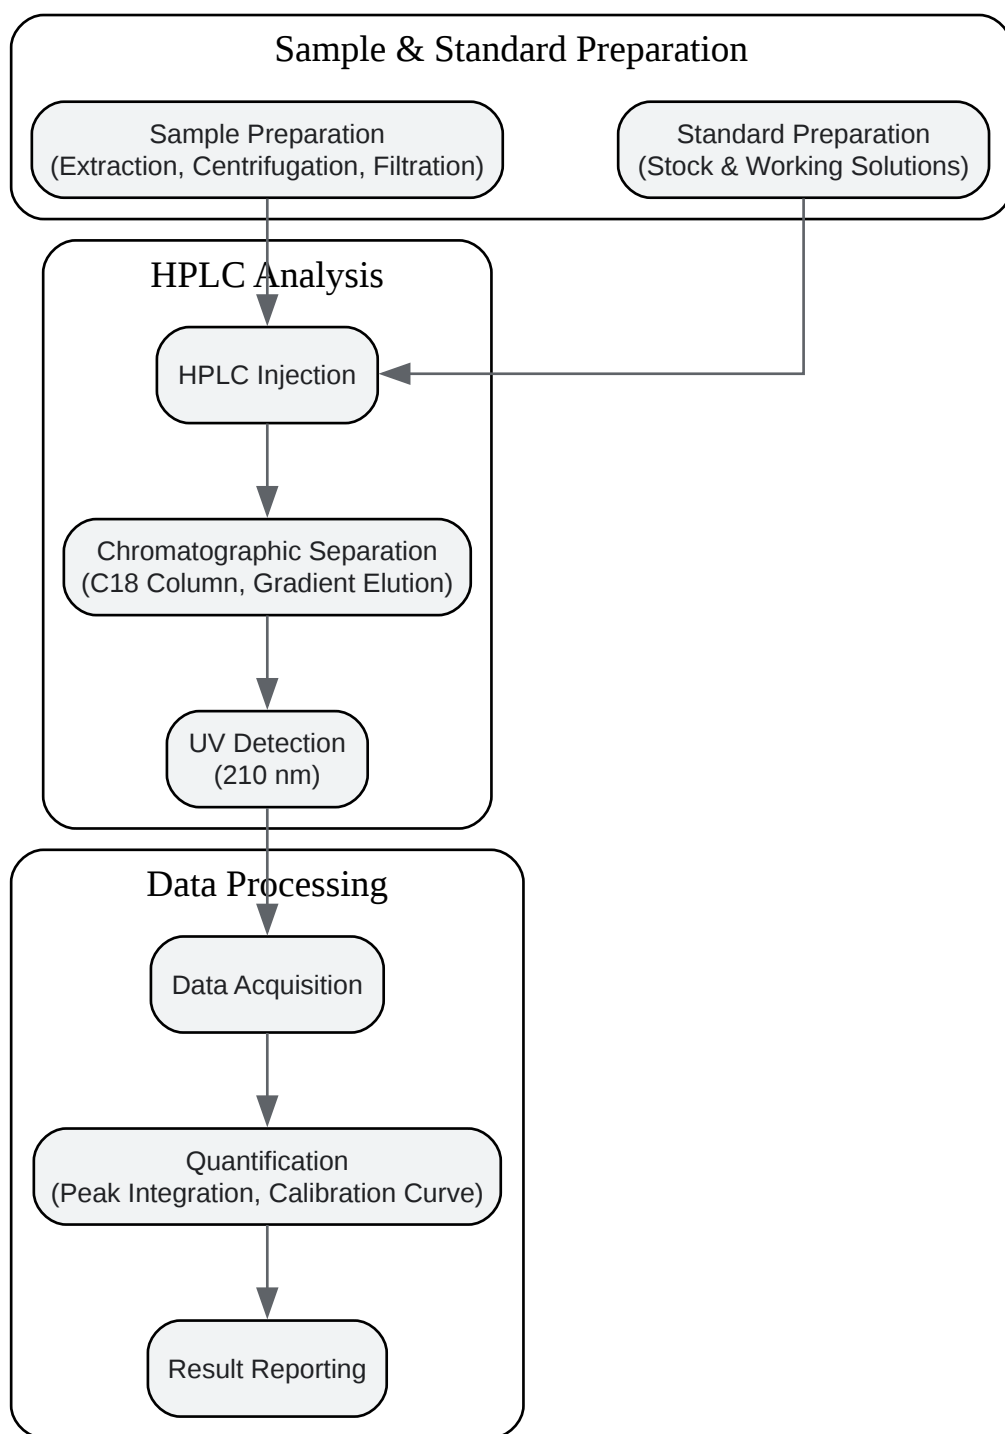 Sample & Standard Preparation
Sample Preparation
(Extraction, Centrifugation, Filtration)
Standard Preparation
(Stock & Working Solutions)
HPLC Analysis
HPLC Injection
Chromatographic Separation
(C18 Column, Gradient Elution)
UV Detection
(210 nm)
Data Processing
Data Acquisition
Quantification
(Peak Integration, Calibration Curve)
Result Reporting